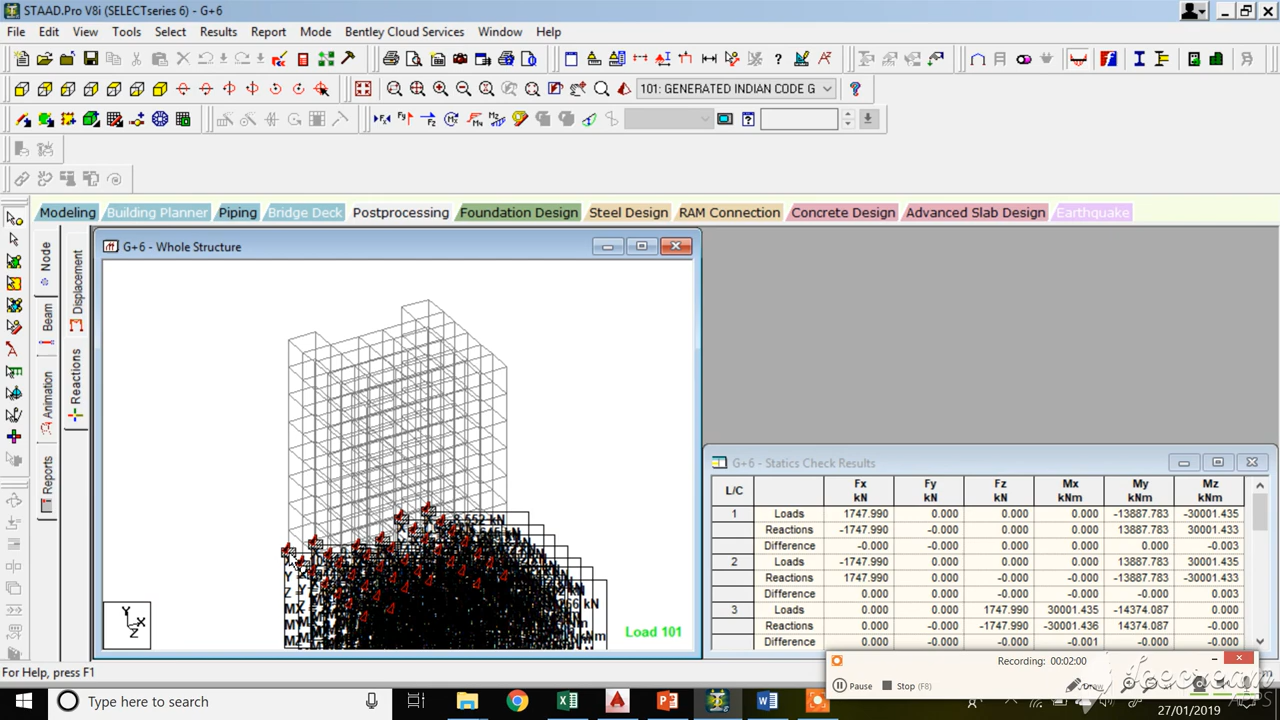 STAAD.Pro V8i (SELECTseries 6) - G+6
File Edit View Tools Select Results Report Mode Bentley Cloud Services Window Help
101: GENERATED INDIAN CODE G
Modeling Building Planner Piping Bridge Deck Postprocessing Foundation Design Steel Design RAM Connection Concrete Design Advanced Slab Design Earthquake
Node
Beam
Animation
Reports
Displacement
Reactions
G+6 - Whole Structure
Y
X
Z
Load 101
G+6 - Statics Check Results
L/C Fx Fy Fz Mx My Mz
kN kN kN kNm kNm kNm
1 Loads 1747.990 0.000 0.000 0.000 -13887.783 -30001.435
Reactions -1747.990 -0.000 0.000 0.000 13887.783 30001.433
Difference -0.000 -0.000 0.000 0.000 0.000 -0.003
2 Loads -1747.990 0.000 0.000 0.000 13887.783 30001.435
Reactions 1747.990 0.000 -0.000 -0.000 -13887.783 -30001.433
Difference 0.000 0.000 -0.000 -0.000 0.000 0.003
3 Loads 0.000 0.000 1747.990 30001.435 -14374.087 0.000
Reactions 0.000 -0.000 -1747.990 -30001.436 14374.087 -0.000
Difference 0.000 -0.000 0.000 -0.001 -0.000 -0.000
For Help, press F1
Recording: 00:02:00
Pause Stop (F8) Draw
Icecream
APPS
Type here to search
27/01/2019